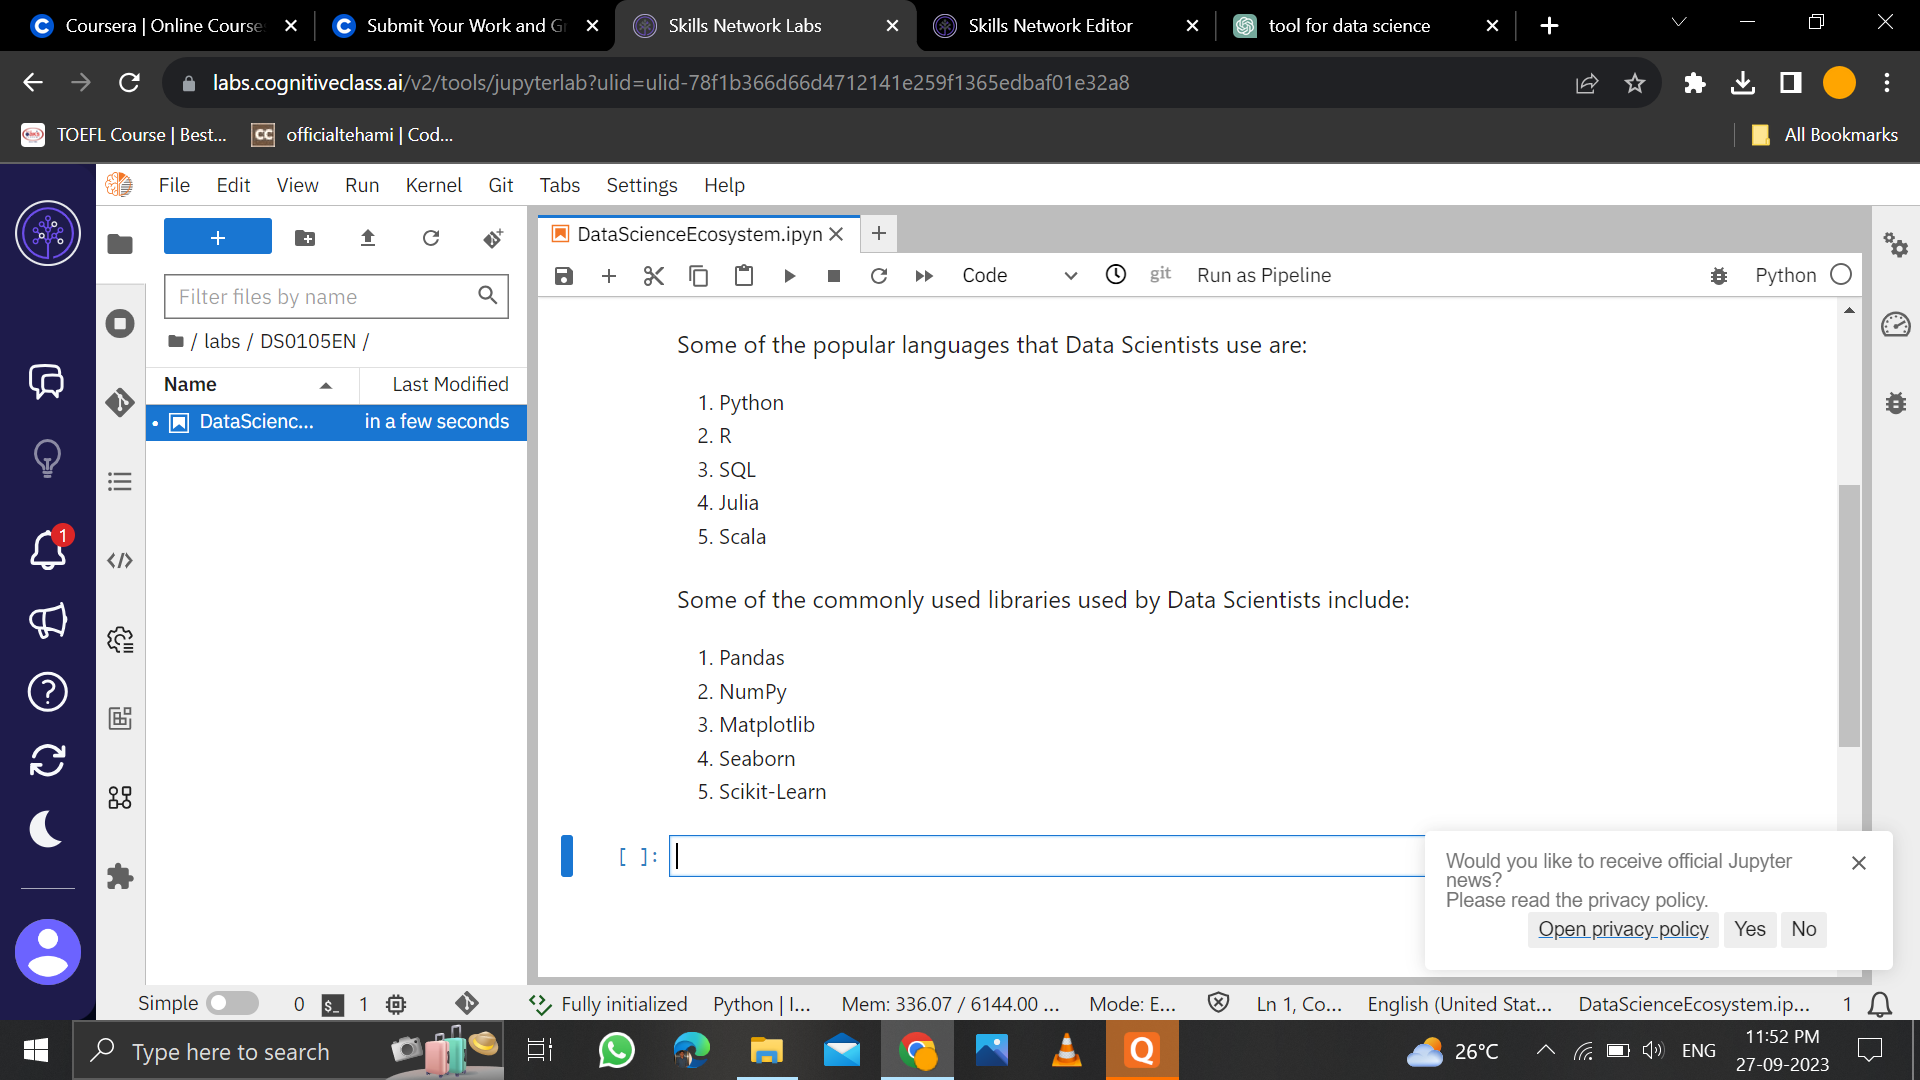 Coursera | Online Course
Submit Your Work and Gr
Skills Network Labs
Skills Network Editor
tool for data science
labs.cognitiveclass.ai/v2/tools/jupyterlab?ulid=ulid-78f1b366d66d4712141e259f1365edbaf01e32a8
TOEFL Course | Best...
CC
officialtehami | Cod...
All Bookmarks
File Edit View Run Kernel Git Tabs Settings Help
DataScienceEcosystem.ipyn
Filter files by name
Code
git
Run as Pipeline
Python
/ labs / DS0105EN /
Name
Last Modified
DataScienc...
in a few seconds
Some of the popular languages that Data Scientists use are:
1. Python
2. R
3. SQL
4. Julia
5. Scala
Some of the commonly used libraries used by Data Scientists include:
1. Pandas
2. NumPy
3. Matplotlib
4. Seaborn
5. Scikit-Learn
[ ]:
1
Would you like to receive official Jupyter
news?
Please read the privacy policy.
Open privacy policy
Yes
No
Simple
0
$_
1
Fully initialized
Python | I...
Mem: 336.07 / 6144.00 ...
Mode: E...
Ln 1, Co...
English (United Stat...
DataScienceEcosystem.ip...
1
Type here to search
Q
26°C
ENG
11:52 PM
27-09-2023